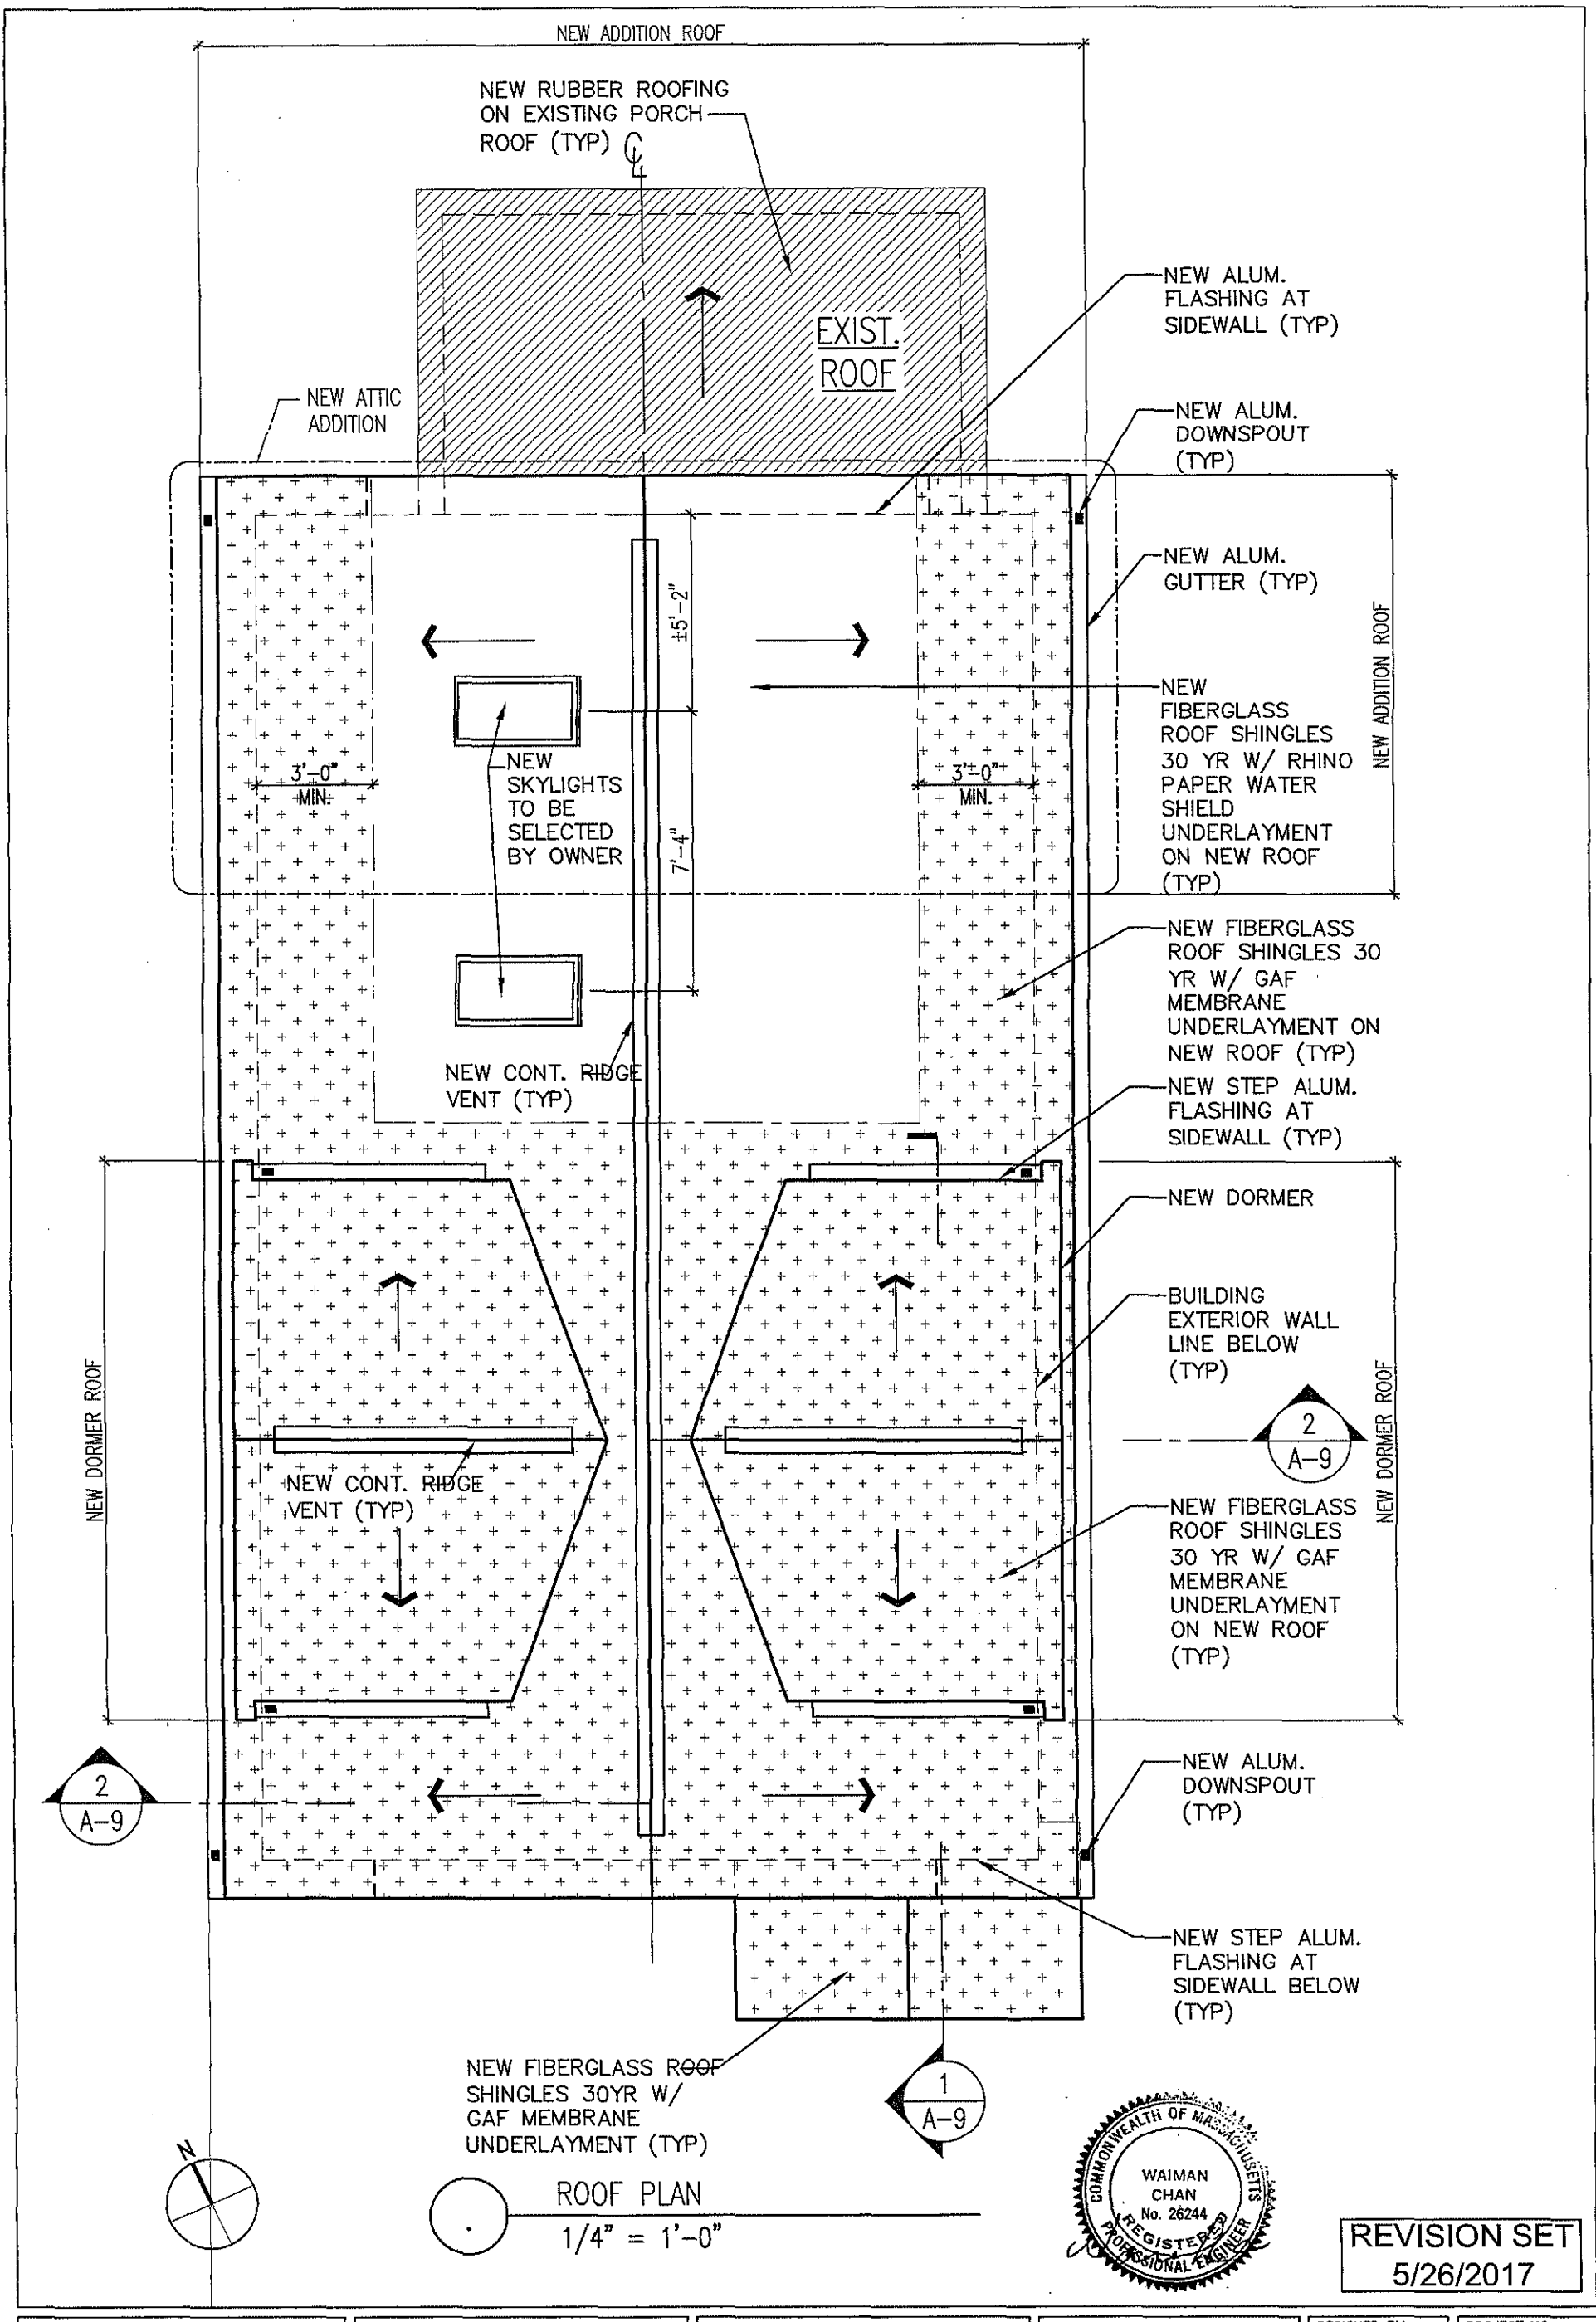 NEW ADDITION ROOF
NEW RUBBER ROOFING
ON EXISTING PORCH
ROOF (TYP)
EXIST.
ROOF
NEW ALUM.
FLASHING AT
SIDEWALL (TYP)
NEW ATTIC
ADDITION
NEW ALUM.
DOWNSPOUT
(TYP)
NEW ALUM.
GUTTER (TYP)
NEW ADDITION ROOF
±5'-2"
NEW
FIBERGLASS
ROOF SHINGLES
30 YR W/ RHINO
PAPER WATER
SHIELD
UNDERLAYMENT
ON NEW ROOF
(TYP)
3'-0"
MIN.
NEW
SKYLIGHTS
TO BE
SELECTED
BY OWNER
7'-4"
3'-0"
MIN.
NEW FIBERGLASS
ROOF SHINGLES 30
YR W/ GAF
MEMBRANE
UNDERLAYMENT ON
NEW ROOF (TYP)
NEW CONT. RIDGE
VENT (TYP)
NEW STEP ALUM.
FLASHING AT
SIDEWALL (TYP)
NEW DORMER
BUILDING
EXTERIOR WALL
LINE BELOW
(TYP)
NEW DORMER ROOF
NEW DORMER ROOF
2
A-9
NEW CONT. RIDGE
VENT (TYP)
NEW FIBERGLASS
ROOF SHINGLES
30 YR W/ GAF
MEMBRANE
UNDERLAYMENT
ON NEW ROOF
(TYP)
2
A-9
NEW ALUM.
DOWNSPOUT
(TYP)
NEW STEP ALUM.
FLASHING AT
SIDEWALL BELOW
(TYP)
NEW FIBERGLASS ROOF
SHINGLES 30YR W/
GAF MEMBRANE
UNDERLAYMENT (TYP)
1
A-9
N
ROOF PLAN
1/4" = 1'-0"
COMMONWEALTH OF MASSACHUSETTS
WAIMAN
CHAN
No. 26244
REGISTERED
PROFESSIONAL ENGINEER
REVISION SET
5/26/2017